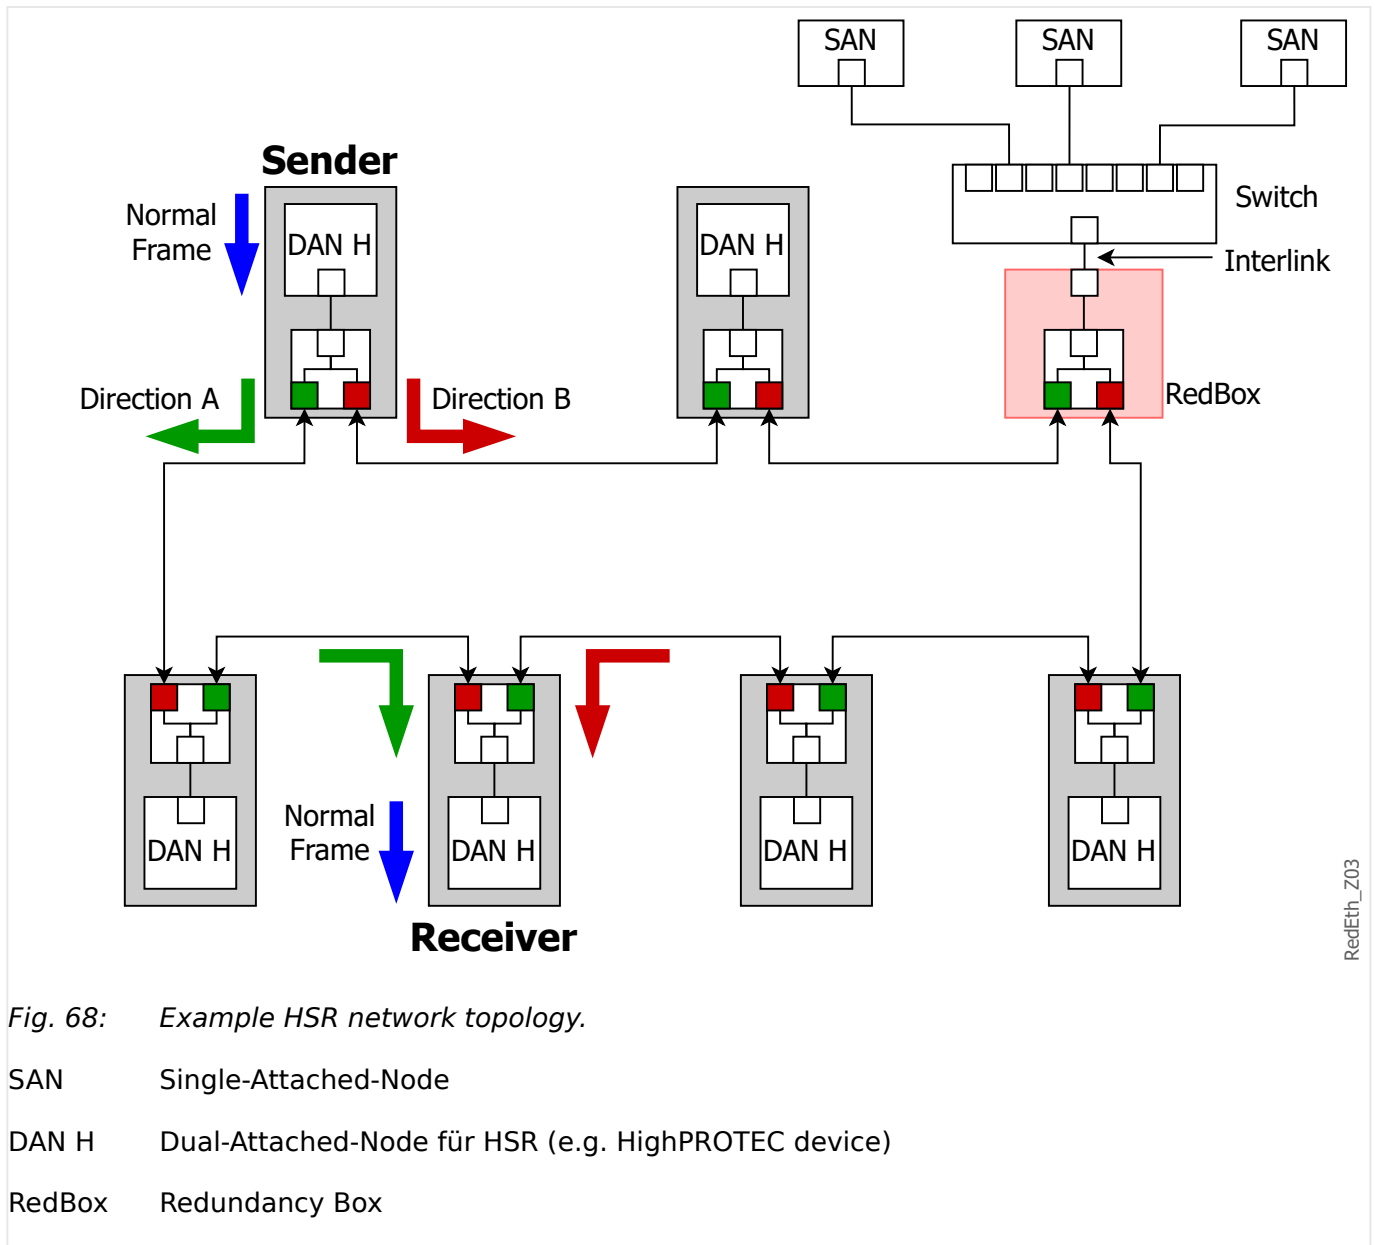 SAN SAN SAN
Sender
Normal
Frame
DAN H
DAN H
Switch
Interlink
Direction A
Direction B
RedBox
Normal
Frame
DAN H DAN H DAN H DAN H
Receiver
RedEth_Z03
Fig. 68: Example HSR network topology.
SAN Single-Attached-Node
DAN H Dual-Attached-Node für HSR (e.g. HighPROTEC device)
RedBox Redundancy Box